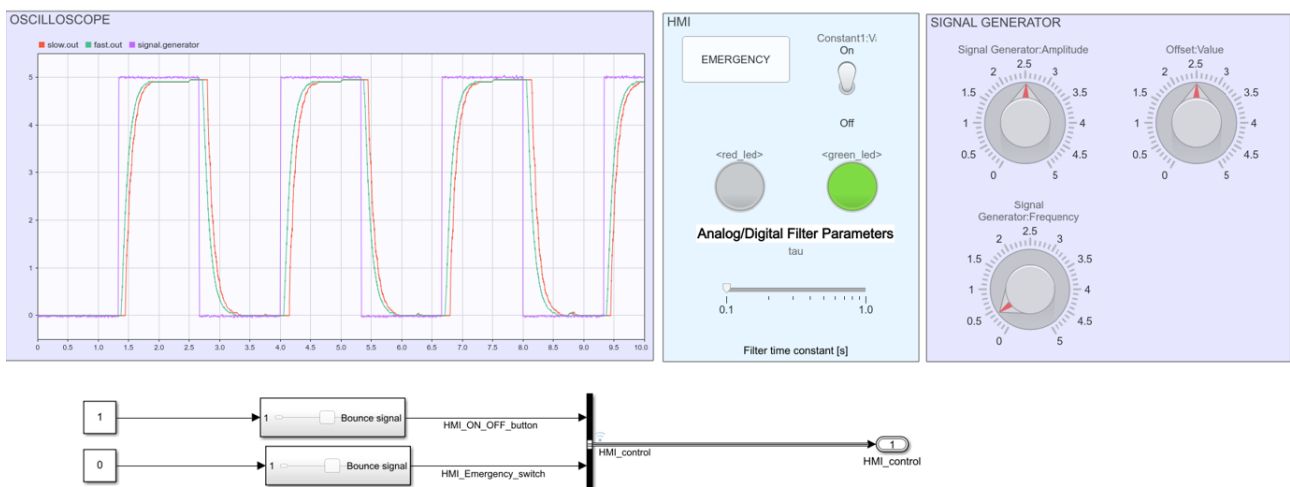 OSCILLOSCOPE
slow.out fast.out signal.generator
5
4
3
2
1
0
0 0.5 1.0 1.5 2.0 2.5 3.0 3.5 4.0 4.5 5.0 5.5 6.0 6.5 7.0 7.5 8.0 8.5 9.0 9.5 10.0
HMI
EMERGENCY
Constant1:V
On
Off
<red_led>
<green_led>
Analog/Digital Filter Parameters
tau
0.1 1.0
Filter time constant [s]
SIGNAL GENERATOR
Signal Generator:Amplitude
2.5
2 3
1.5 3.5
1 4
0.5 4.5
0 5
Offset:Value
2.5
2 3
1.5 3.5
1 4
0.5 4.5
0 5
Signal
Generator:Frequency
2.5
2 3
1.5 3.5
1 4
0.5 4.5
0 5
1
1 Bounce signal
HMI_ON_OFF_button
0
1 Bounce signal
HMI_Emergency_switch
HMI_control
1
HMI_control